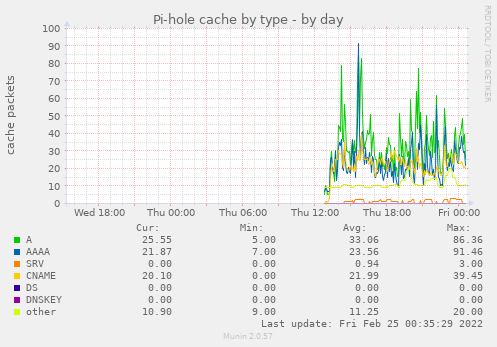 Pi-hole cache by type - by day
RRDTOOL / TOBI OETIKER
cache packets
100
90
80
70
60
50
40
30
20
10
0
Wed 18:00 Thu 00:00 Thu 06:00 Thu 12:00 Thu 18:00 Fri 00:00
Cur: Min: Avg: Max:
A 25.55 5.00 33.06 86.36
AAAA 21.87 7.00 23.56 91.46
SRV 0.00 0.00 0.94 3.00
CNAME 20.10 0.00 21.99 39.45
DS 0.00 0.00 0.00 0.00
DNSKEY 0.00 0.00 0.00 0.00
other 10.90 9.00 11.25 20.00
Last update: Fri Feb 25 00:35:29 2022
Munin 2.0.57